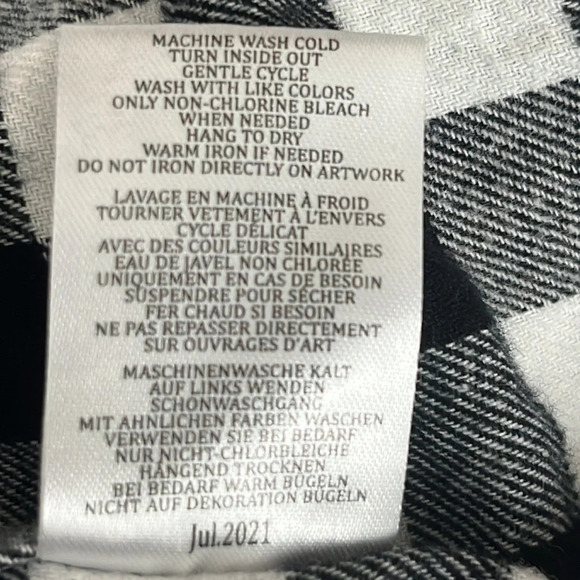 MACHINE WASH COLD
TURN INSIDE OUT
GENTLE CYCLE
WASH WITH LIKE COLORS
ONLY NON-CHLORINE BLEACH
WHEN NEEDED
HANG TO DRY
WARM IRON IF NEEDED
DO NOT IRON DIRECTLY ON ARTWORK
LAVAGE EN MACHINE À FROID
TOURNER VETEMENT À L'ENVERS
CYCLE DÉLICAT
AVEC DES COULEURS SIMILAIRES
EAU DE JAVEL NON CHLORÉE
UNIQUEMENT EN CAS DE BESOIN
SUSPENDRE POUR SÉCHER
FER CHAUD SI BESOIN
NE PAS REPASSER DIRECTEMENT
SUR OUVRAGES D'ART
MASCHINENWASCHE KALT
AUF LINKS WENDEN
SCHONWASCHGANG
MIT AHNLICHEN FARBEN WASCHEN
VERWENDEN SIE BEI BEDARF
NUR NICHT-CHLORBLEICHE
HÄNGEND TROCKNEN
BEI BEDARF WARM BÜGELN
NICHT AUF DEKORATION BÜGELN
Jul.2021